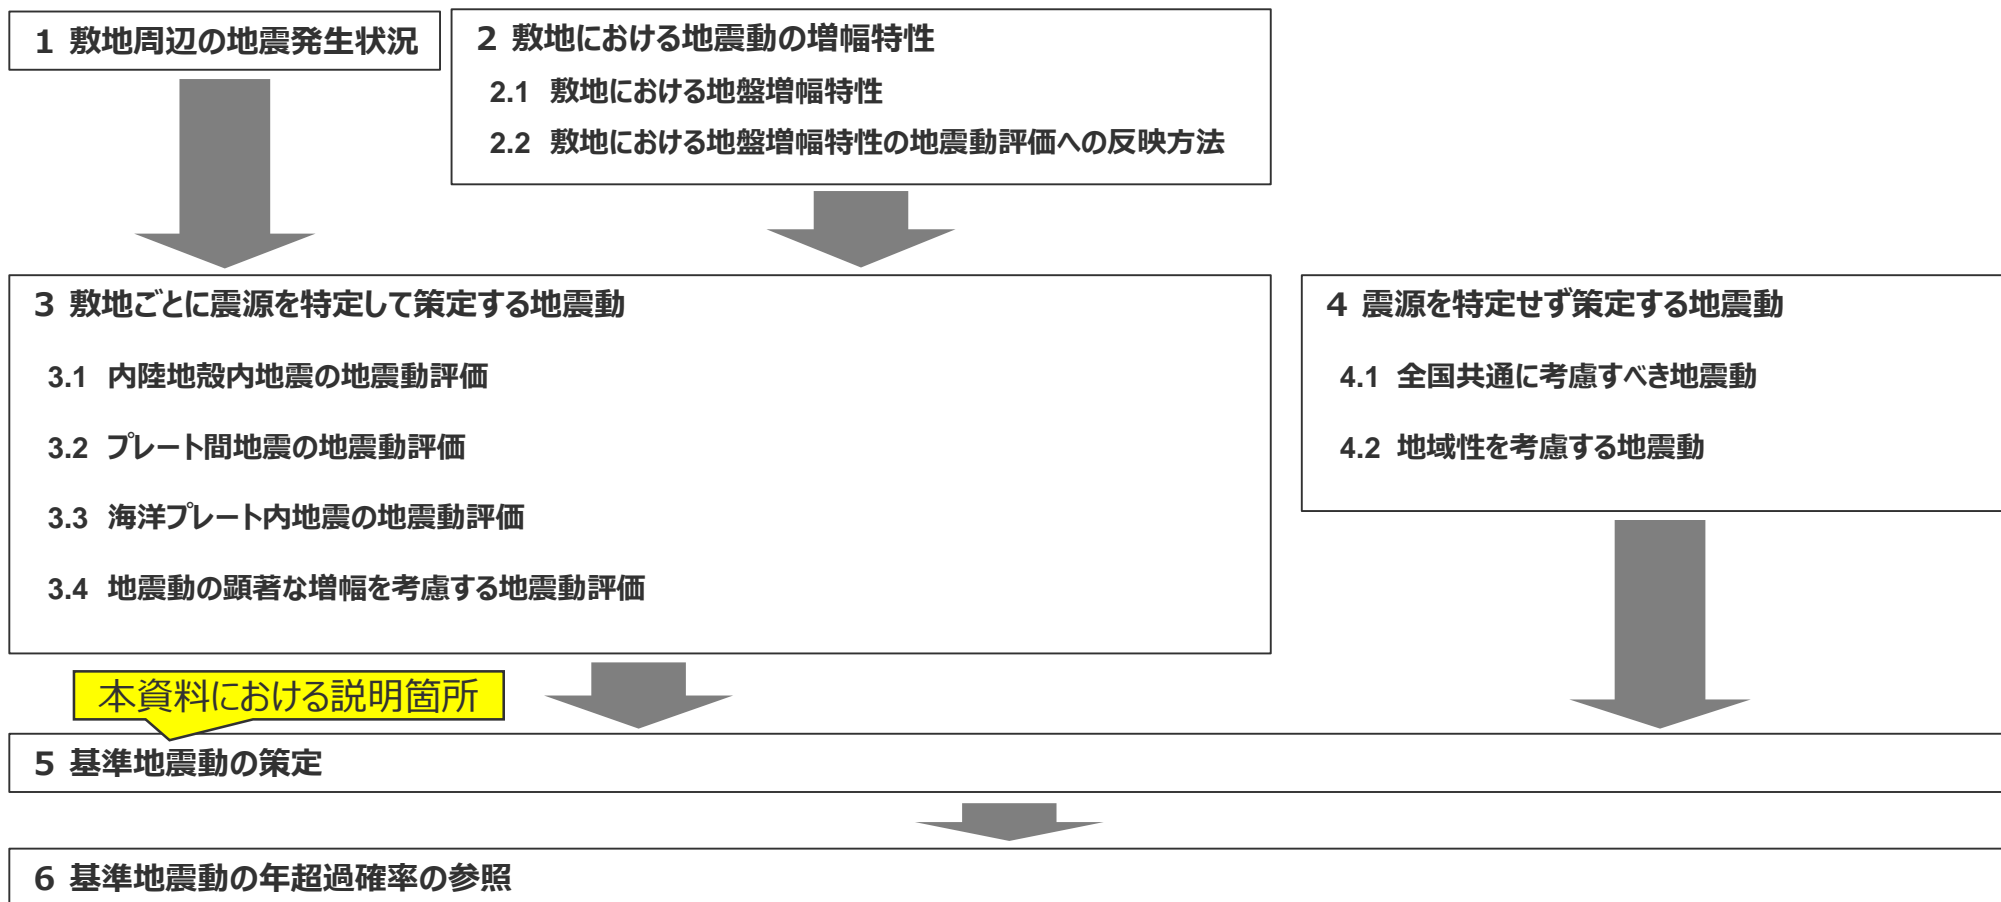 1 敷地周辺の地震発生状況
2 敷地における地震動の増幅特性
2.1 敷地における地盤増幅特性
2.2 敷地における地盤増幅特性の地震動評価への反映方法
3 敷地ごとに震源を特定して策定する地震動
3.1 内陸地殻内地震の地震動評価
3.2 プレート間地震の地震動評価
3.3 海洋プレート内地震の地震動評価
3.4 地震動の顕著な増幅を考慮する地震動評価
4 震源を特定せず策定する地震動
4.1 全国共通に考慮すべき地震動
4.2 地域性を考慮する地震動
本資料における説明箇所
5 基準地震動の策定
6 基準地震動の年超過確率の参照